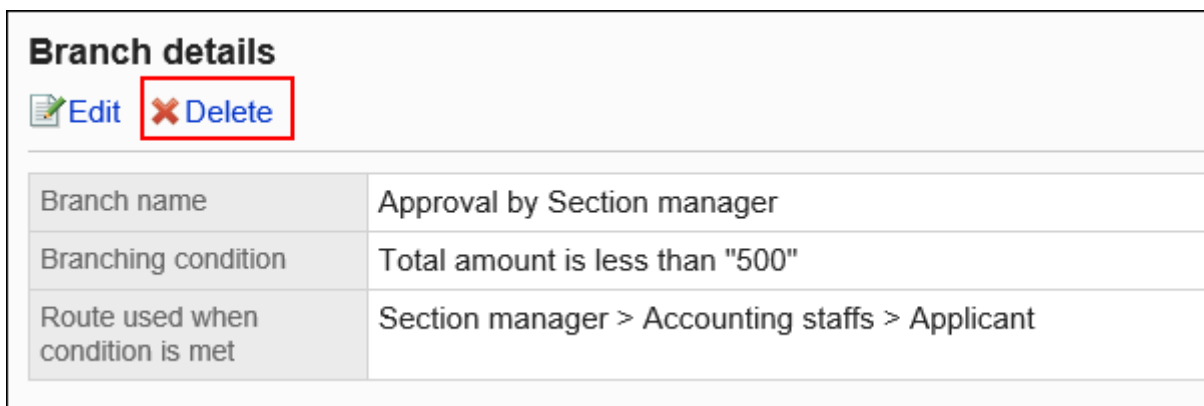 Branch details
Edit Delete
Branch name Approval by Section manager
Branching condition Total amount is less than "500"
Route used when condition is met Section manager > Accounting staffs > Applicant